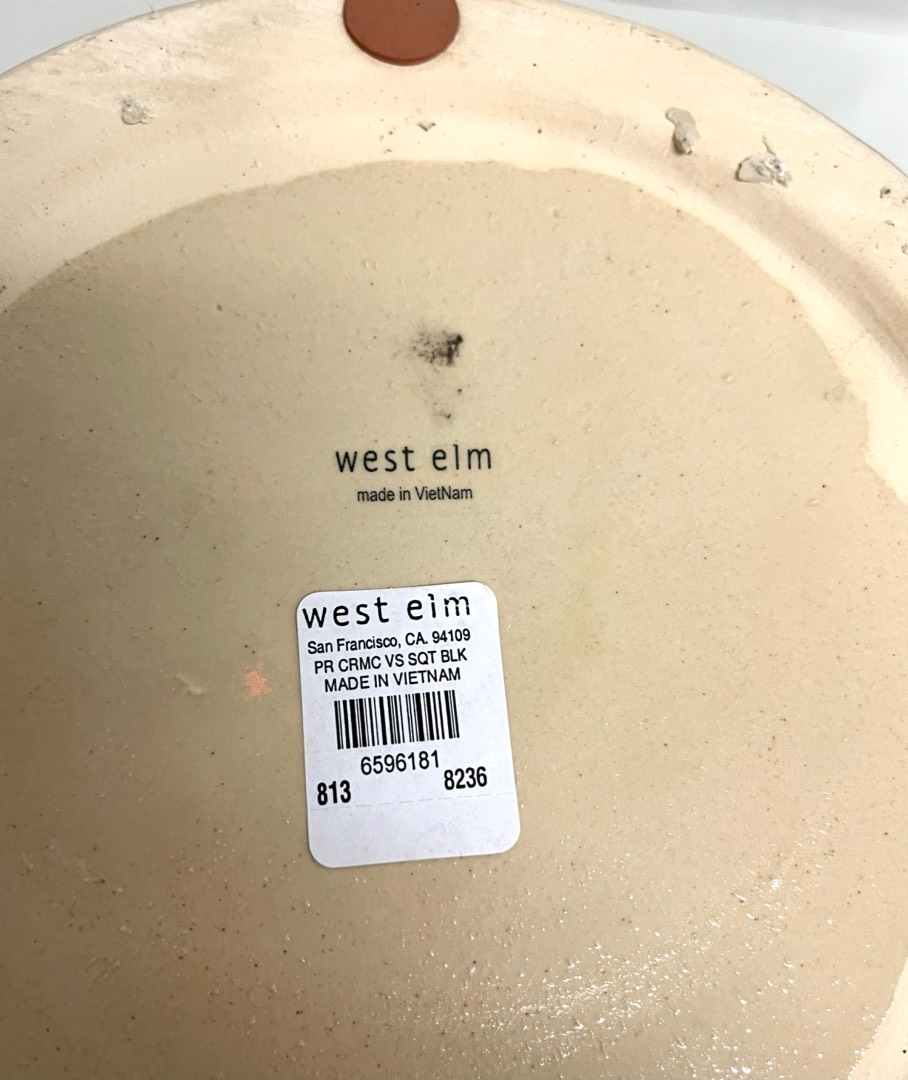 west elm
made in VietNam
west elm
San Francisco, CA. 94109
PR CRMC VS SQT BLK
MADE IN VIETNAM
6596181
813 8236